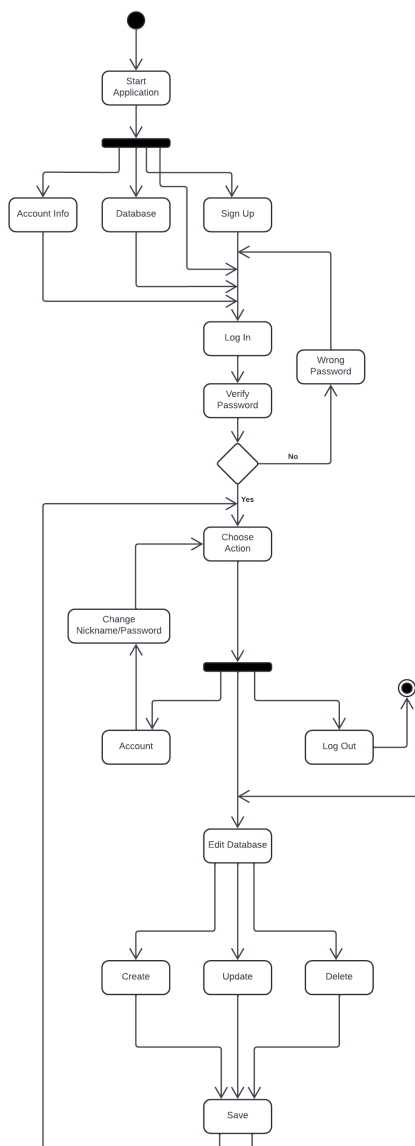 Start
Application
Account Info
Database
Sign Up
Log In
Wrong
Password
Verify
Password
No
Yes
Choose
Action
Change
Nickname/Password
Account
Log Out
Edit Database
Create
Update
Delete
Save